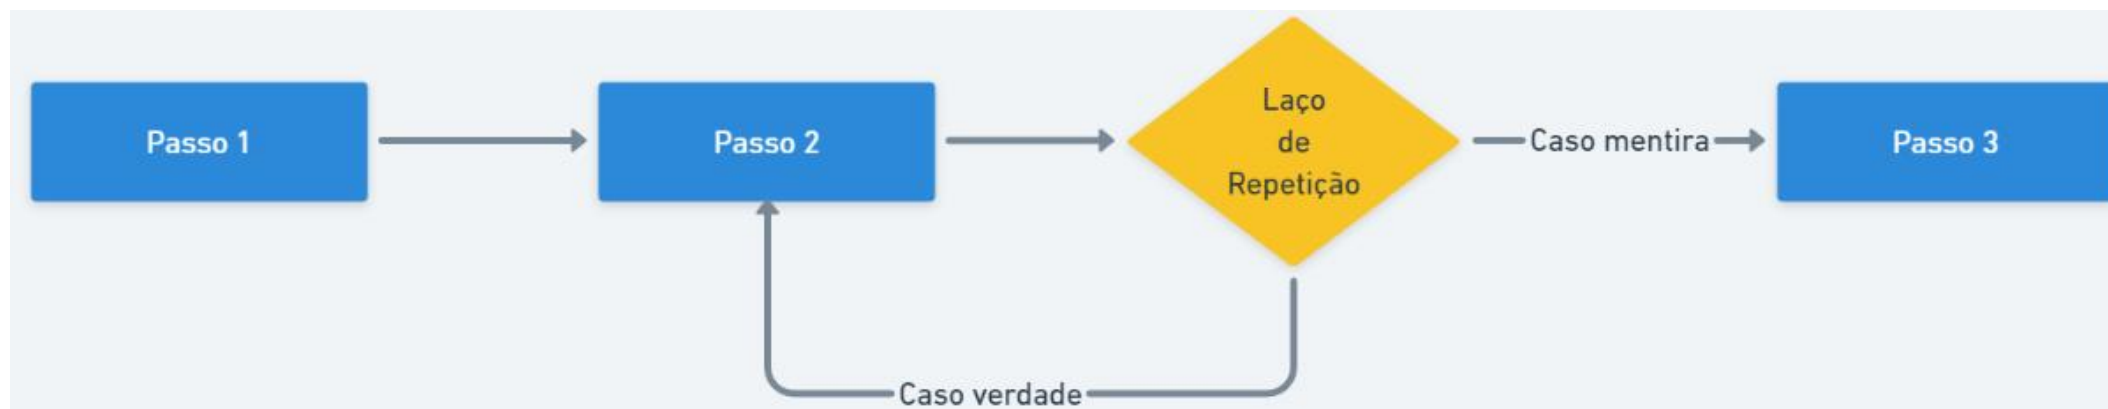 Passo 1
Passo 2
Laço
de
Repetição
Caso mentira
Passo 3
Caso verdade